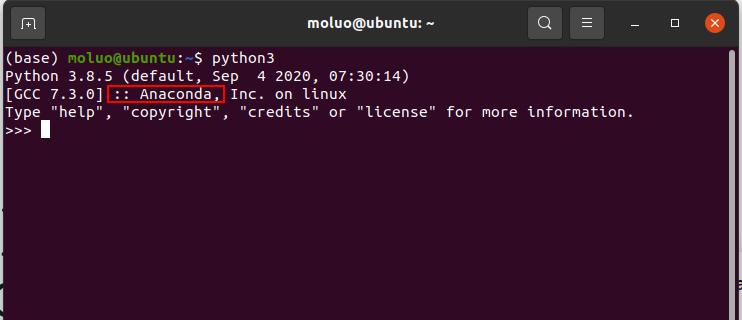 moluo@ubuntu: ~
(base) moluo@ubuntu:~$ python3
Python 3.8.5 (default, Sep  4 2020, 07:30:14)
[GCC 7.3.0] :: Anaconda, Inc. on linux
Type "help", "copyright", "credits" or "license" for more information.
>>>